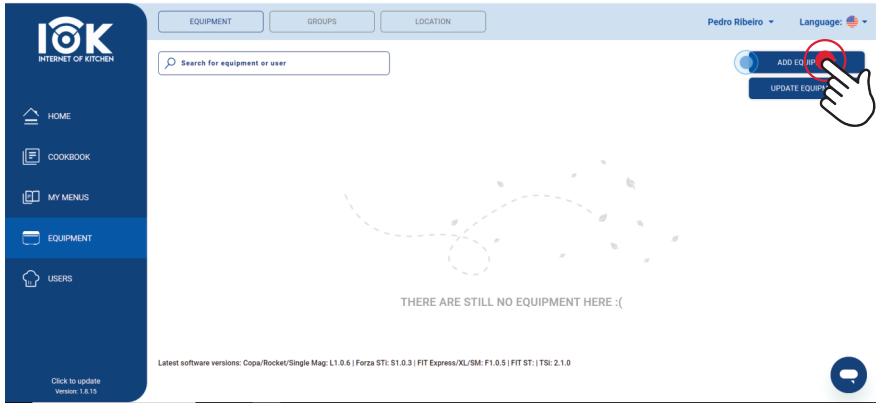 IOK
INTERNET OF KITCHEN
EQUIPMENT
GROUPS
LOCATION
Pedro Ribeiro
Language:
Search for equipment or user
ADD
UPDATE
HOME
COOKBOOK
MY MENUS
EQUIPMENT
USERS
THERE ARE STILL NO EQUIPMENT HERE :(
Latest software versions: Copa/Rocket/Single Mag: L1.0.6 | Forza STi: S1.0.3 | FIT Express/XL/SM: F1.0.5 | FIT ST: | TSi: 2.1.0
Click to update
Version: 1.8.15